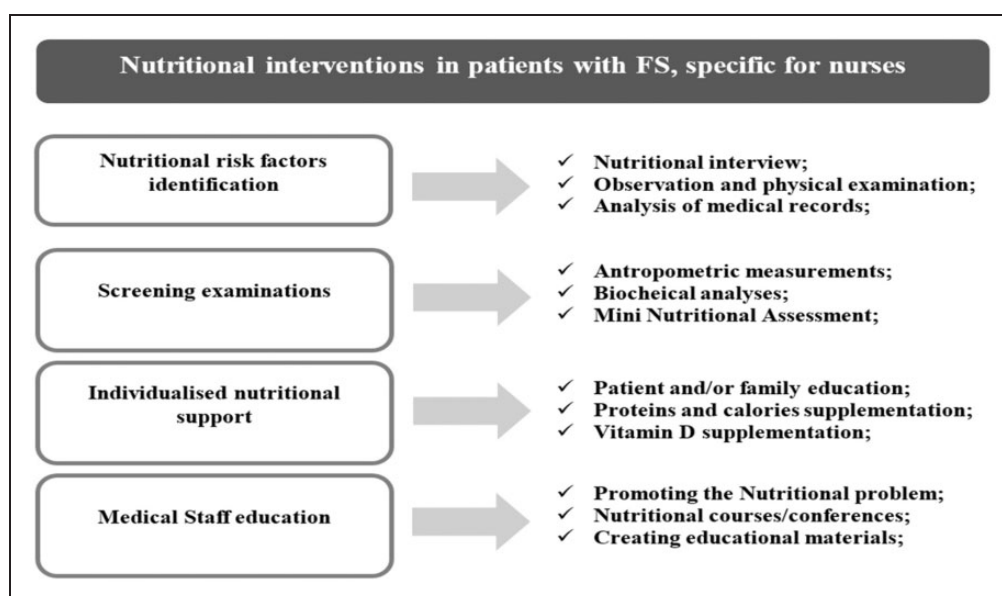 Nutritional interventions in patients with FS, specific for nurses
Nutritional risk factors
identification
✓ Nutritional interview;
✓ Observation and physical examination;
✓ Analysis of medical records;
Screening examinations
✓ Antropometric measurements;
✓ Biocheical analyses;
✓ Mini Nutritional Assessment;
Individualised nutritional
support
✓ Patient and/or family education;
✓ Proteins and calories supplementation;
✓ Vitamin D supplementation;
Medical Staff education
✓ Promoting the Nutritional problem;
✓ Nutritional courses/conferences;
✓ Creating educational materials;